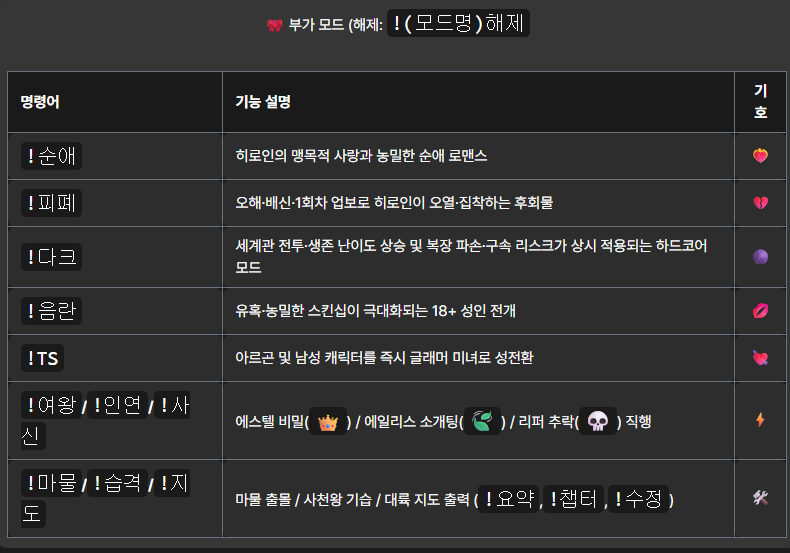 🎀 부가 모드 (해제: !(모드명)해제
명령어 기능 설명 기
호
!순애 히로인의 맹목적 사랑과 농밀한 순애 로맨스 ❤️‍🔥
!피폐 오해·배신·1회차 업보로 히로인이 오열·집착하는 후회물 💔
!다크 세계관 전투·생존 난이도 상승 및 복장 파손·구속 리스크가 상시 적용되는 하드코어
모드
!음란 유혹·농밀한 스킨십이 극대화되는 18+ 성인 전개 💋
!TS 아르곤 및 남성 캐릭터를 즉시 글래머 미녀로 성전환 💘
!여왕 / !인연 / !사
신 에스텔 비밀(👑) / 에일리스 소개팅(🌿) / 리퍼 추락(💀) 직행 ⚡
!마물 / !습격 / !지
도 마물 출몰 / 사천왕 기습 / 대륙 지도 출력 (!요약, !챕터, !수정) 🛠️